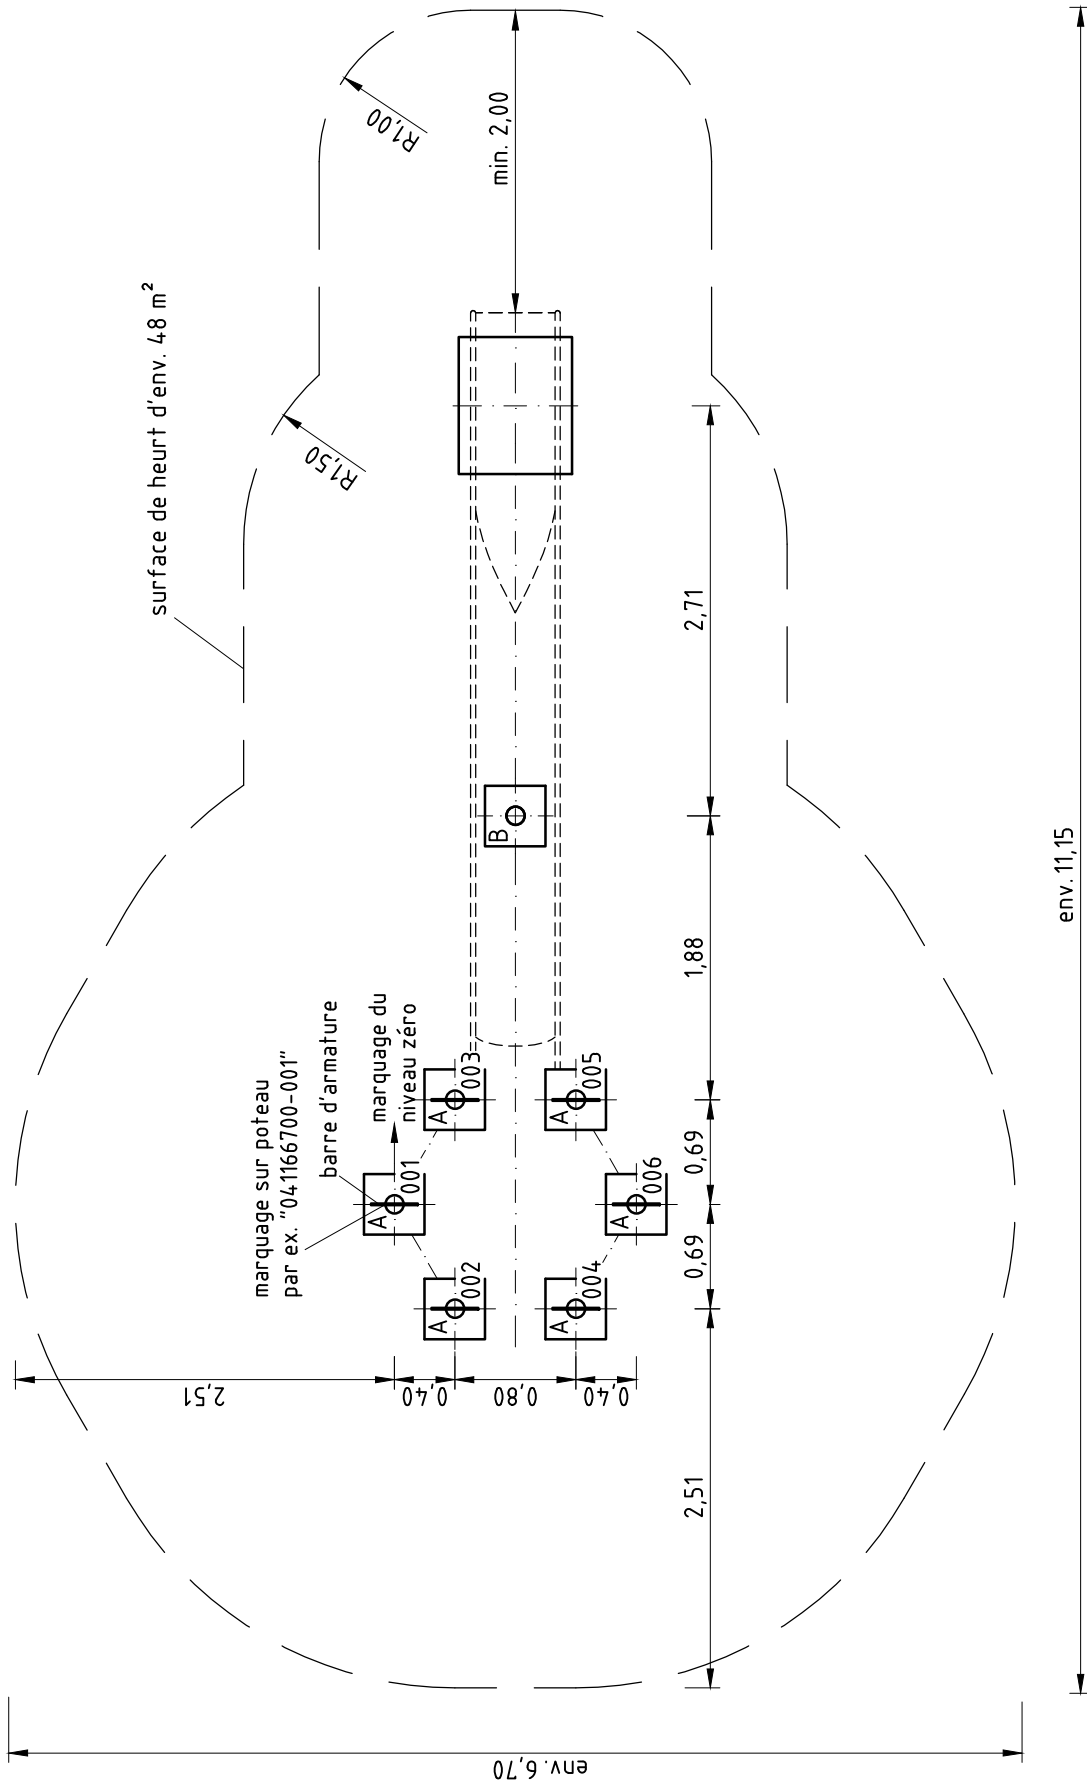 R1,00
min. 2,00
surface de heurt d'env. 48 m²
R1,50
2,71
B
1,88
env. 11,15
marquage sur poteau
par ex. "041166700-001"
barre d'armature
marquage du
niveau zéro
A
003
A
005
A
001
A
006
0,69
A
002
A
004
0,69
2,51
0,40
0,80
0,40
2,51
env. 6,70